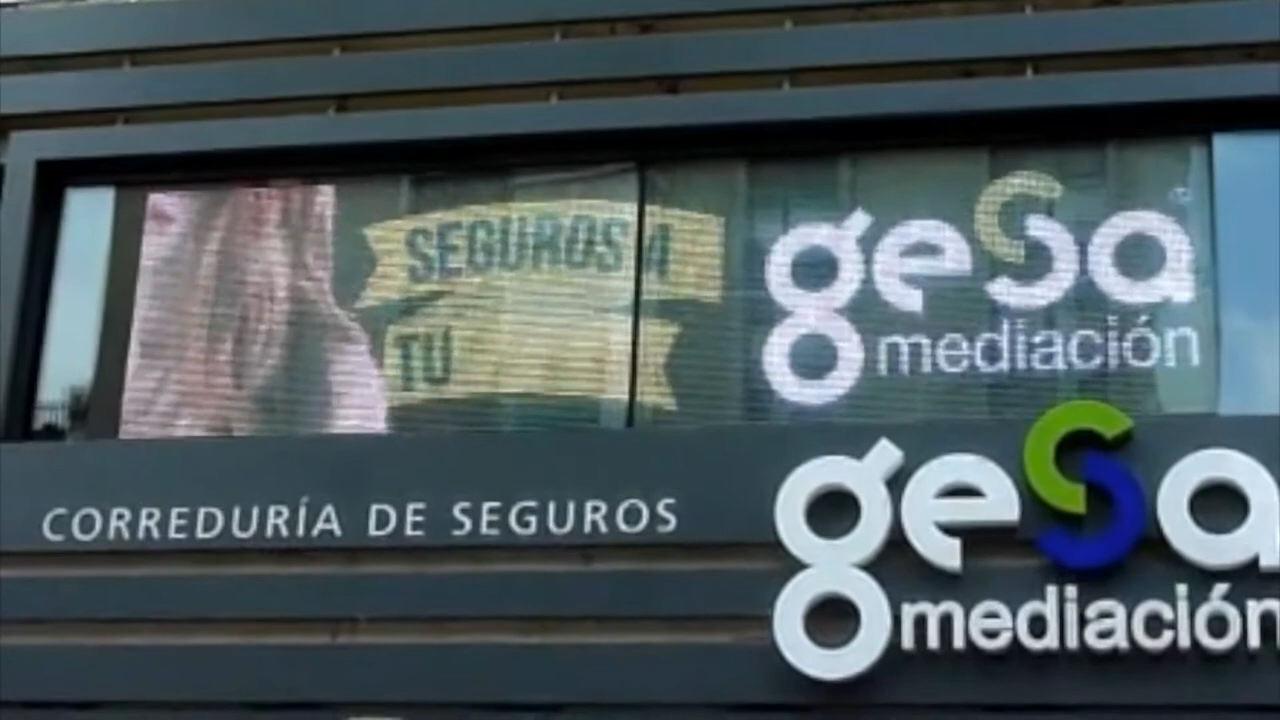 SEGUROS A
TU
gesa
mediación
CORREDURÍA DE SEGUROS
gesa
mediación